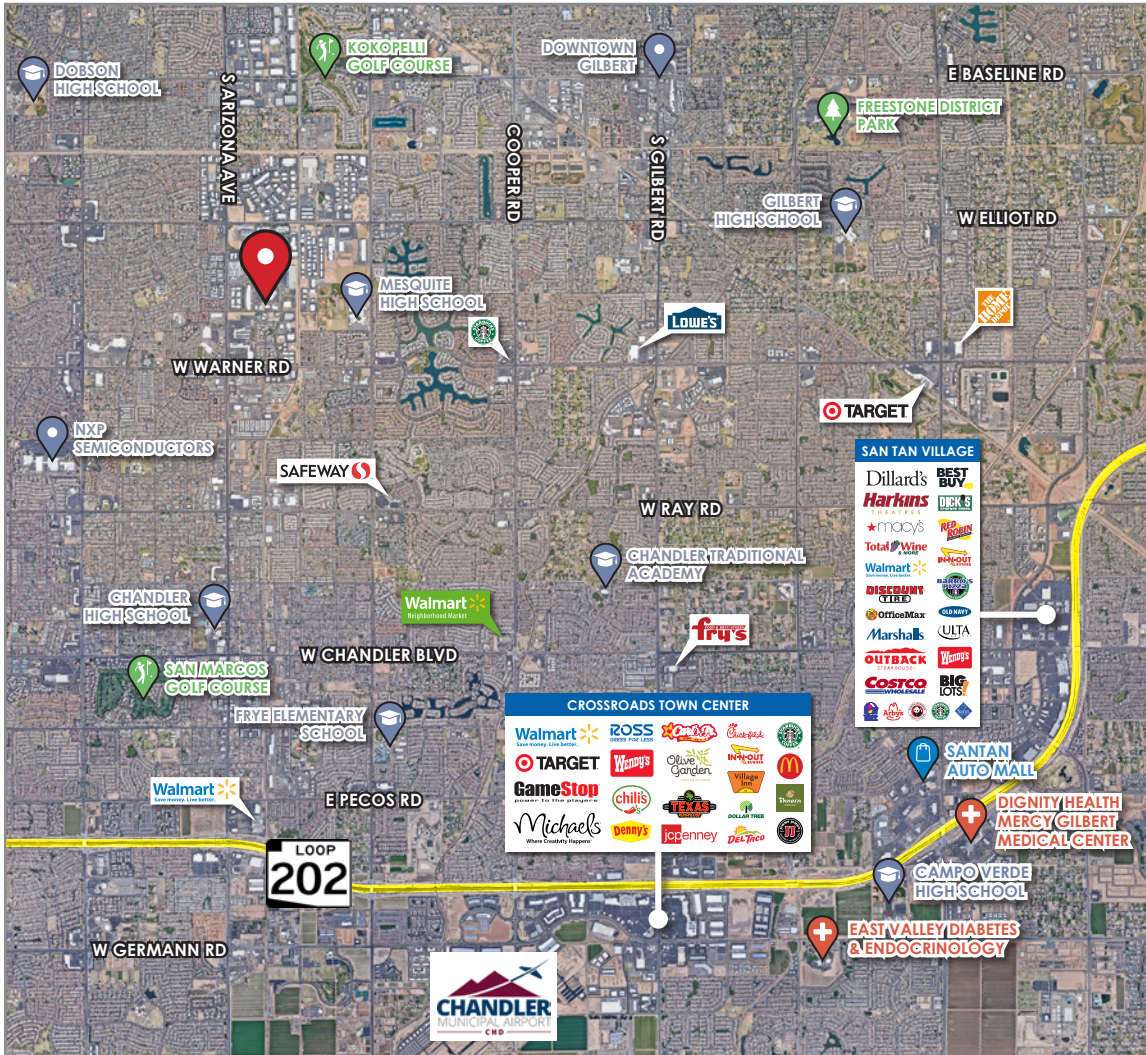 DOBSON
HIGH SCHOOL
KOKOPELLI
GOLF COURSE
DOWNTOWN
GILBERT
E BASELINE RD
FREESTONE DISTRICT
PARK
S ARIZONA AVE
COOPER RD
S GILBERT RD
GILBERT
HIGH SCHOOL
W ELLIOT RD
MESQUITE
HIGH SCHOOL
LOWE'S
THE
HOME
DEPOT
W WARNER RD
TARGET
NXP
SEMICONDUCTORS
SAFEWAY
W RAY RD
CHANDLER TRADITIONAL
ACADEMY
CHANDLER
HIGH SCHOOL
Walmart
Neighborhood Market
fry's
W CHANDLER BLVD
SAN MARCOS
GOLF COURSE
FRYE ELEMENTARY
SCHOOL
Walmart
Save money. Live better.
E PECOS RD
LOOP
202
W GERMANN RD
SAN TAN VILLAGE
Dillard's
BEST
BUY
Harkins
THEATRES
DICK'S
SPORTING GOODS
macy's
RED
ROBIN
Total Wine
& MORE
IN-N-OUT
BURGER
Walmart
Save money. Live better.
BARRO'S
PIZZA
DISCOUNT
TIRE
OfficeMax
OLD NAVY
Marshalls
ULTA
OUTBACK
STEAKHOUSE
Wendy's
COSTCO
WHOLESALE
BIG
LOTS!
Arby's
CROSSROADS TOWN CENTER
Walmart
Save money. Live better.
ROSS
DRESS FOR LESS
Chick-fil-A
TARGET
Wendy's
Olive
Garden
IN-N-OUT
BURGER
GameStop
power to the players
chili's
TEXAS
ROADHOUSE
Village
Inn
Panera
Michaels
Where Creativity Happens
Denny's
jcpenney
DOLLAR TREE
DEL TACO
JJ
SANTAN
AUTO MALL
DIGNITY HEALTH
MERCY GILBERT
MEDICAL CENTER
CAMPO VERDE
HIGH SCHOOL
EAST VALLEY DIABETES
& ENDOCRINOLOGY
CHANDLER
MUNICIPAL AIRPORT
CHD